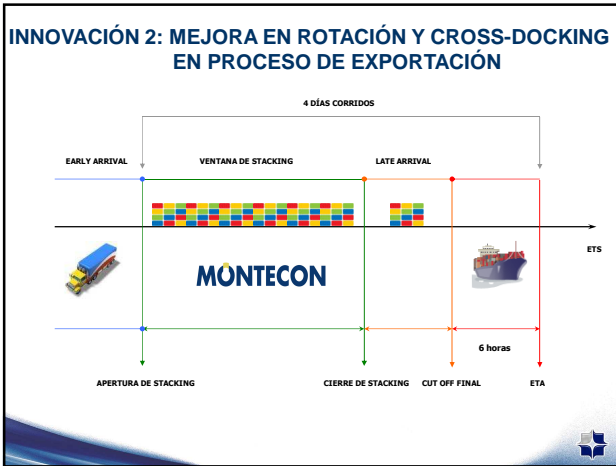 INNOVACIÓN 2: MEJORA EN ROTACIÓN Y CROSS-DOCKING
EN PROCESO DE EXPORTACIÓN
4 DÍAS CORRIDOS
EARLY ARRIVAL
VENTANA DE STACKING
LATE ARRIVAL
ETS
MONTECON
6 horas
APERTURA DE STACKING
CIERRE DE STACKING
CUT OFF FINAL
ETA